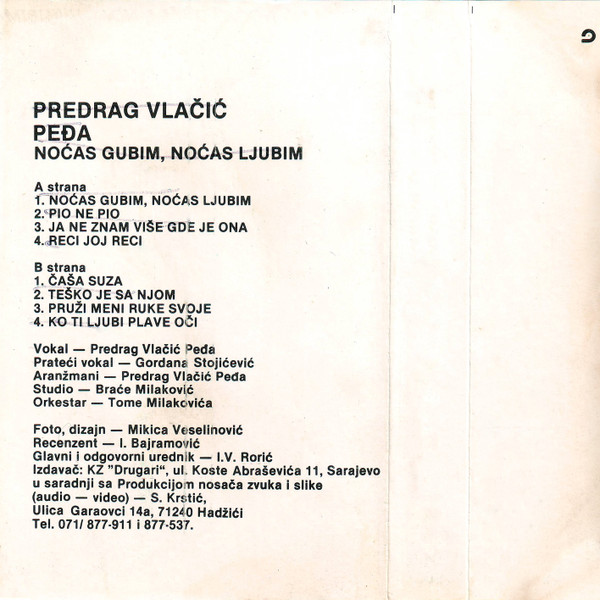 PREDRAG VLAČIĆ
PEĐA
NOĆAS GUBIM, NOĆAS LJUBIM
A strana
1. NOĆAS GUBIM, NOĆAS LJUBIM
2. PIO NE PIO
3. JA NE ZNAM VIŠE GDE JE ONA
4. RECI JOJ RECI
B strana
1. ČAŠA SUZA
2. TEŠKO JE SA NJOM
3. PRUŽI MENI RUKE SVOJE
4. KO TI LJUBI PLAVE OČI
Vokal — Predrag Vlačić Peđa
Prateći vokal — Gordana Stojićević
Aranžmani — Predrag Vlačić Peđa
Studio — Braće Milaković
Orkestar — Tome Milakovića
Foto, dizajn — Mikica Veselinović
Recenzent — I. Bajramović
Glavni i odgovorni urednik — I.V. Rorić
Izdavač: KZ "Drugari", ul. Koste Abraševića 11, Sarajevo
u saradnji sa Produkcijom nosača zvuka i slike
(audio — video) — S. Krstić,
Ulica Garaovci 14a, 71240 Hadžići
Tel. 071/ 877-911 i 877-537.